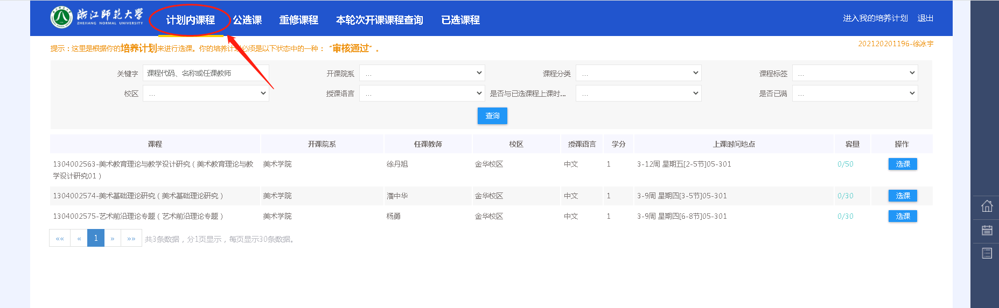 浙江师范大学
ZHEJIANG NORMAL UNIVERSITY
计划内课程 公选课 重修课程 本轮次开课课程查询 已选课程 进入我的培养计划 退出
提示：这里是根据你的培养计划来进行选课。你的培养计划必须是以下状态中的一种：“审核通过”。 202120201196-徐冰宇
关键字 课程代码、名称或任课教师 开课院系 ... 课程分类 ... 课程标签 ...
校区 ... 授课语言 ... 是否与已选课程上课时... ... 是否已满 ...
查询
课程 开课院系 任课教师 校区 授课语言 学分 上课时间地点 容量 操作
1304002563-美术教育理论与教学设计研究（美术教育理论与教 美术学院 徐丹旭 金华校区 中文 1 3-12周 星期五[2-5节]05-301 0/50 选课
学设计研究01）
1304002574-美术基础理论研究（美术基础理论研究） 美术学院 潘中华 金华校区 中文 1 3-9周 星期四[3-5节]05-301 0/30 选课
1304002575-艺术前沿理论专题（艺术前沿理论专题） 美术学院 杨勇 金华校区 中文 1 3-9周 星期四[6-8节]05-301 0/30 选课
«« « 1 » »» 共3条数据，分1页显示，每页显示30条数据。